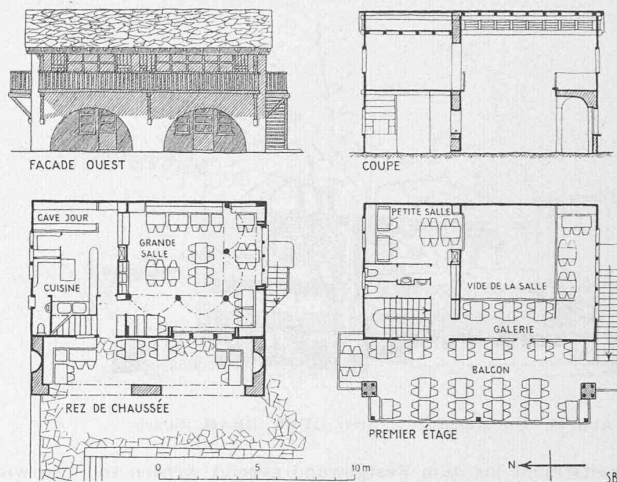 FACADE OUEST
COUPE
CAVE JOUR
GRANDE
SALLE
CUISINE
REZ DE CHAUSSÉE
PETITE SALLE
VIDE DE LA SALLE
GALERIE
BALCON
PREMIER ÉTAGE
0 5 10 m
N
SB